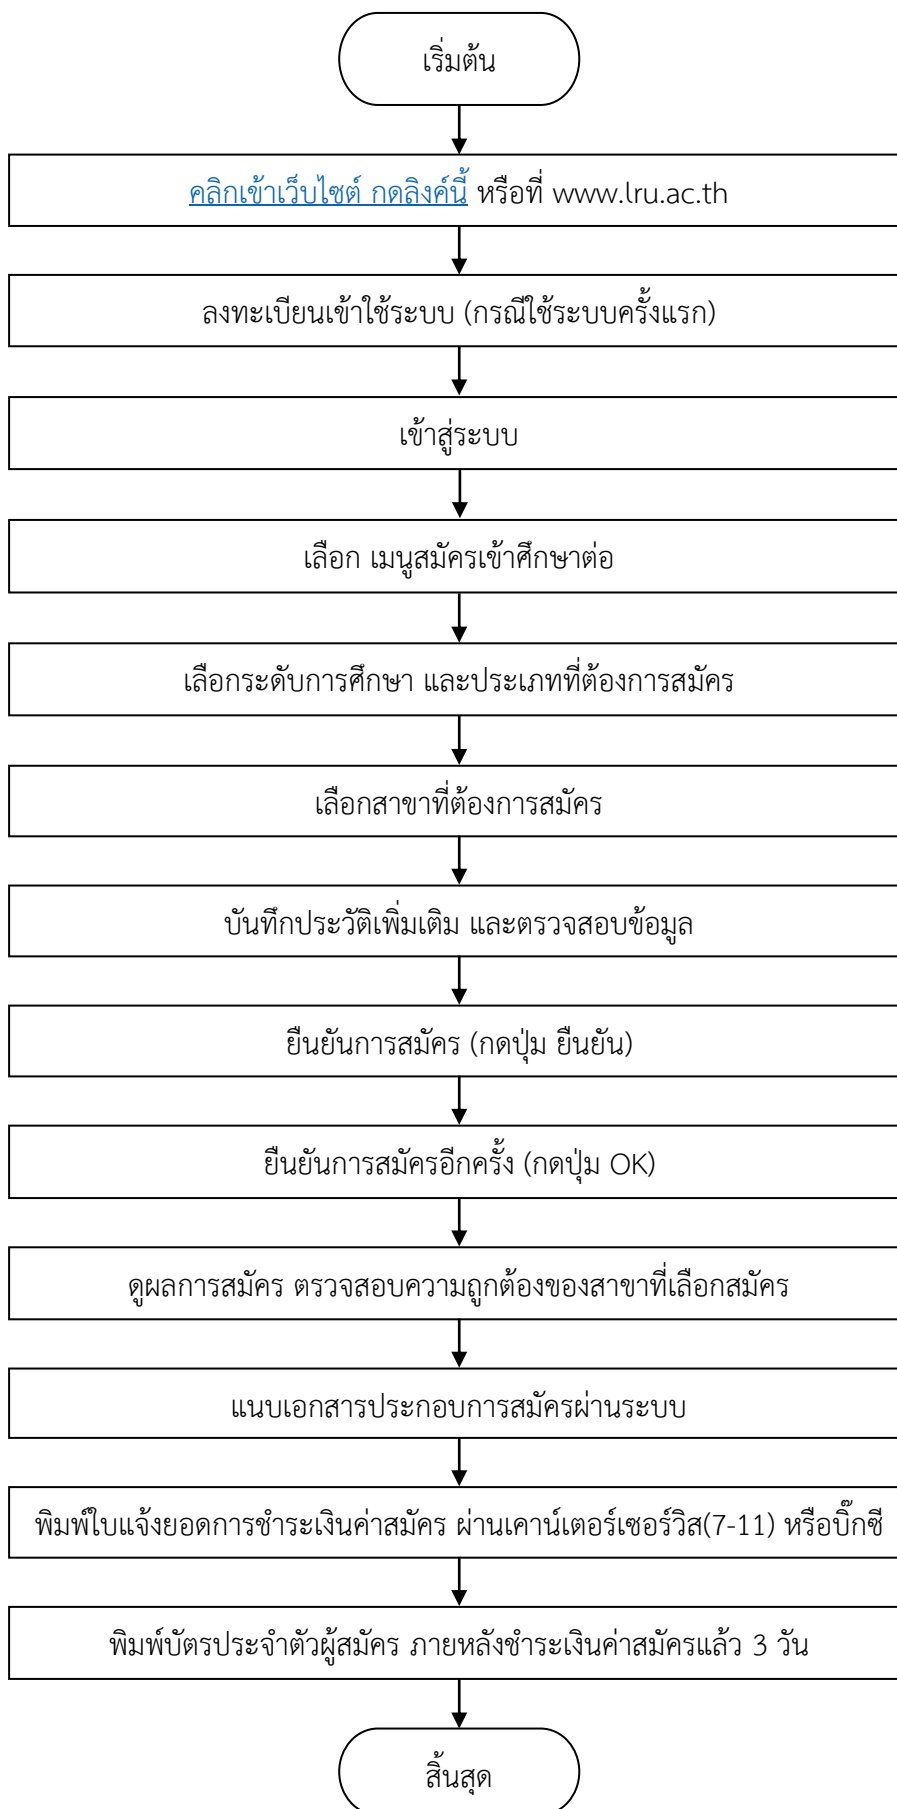 เริ่มต้น
คลิกเข้าเว็บไซต์ กดลิงค์นี้ หรือที่ www.lru.ac.th
ลงทะเบียนเข้าใช้ระบบ (กรณีใช้ระบบครั้งแรก)
เข้าสู่ระบบ
เลือก เมนูสมัครเข้าศึกษาต่อ
เลือกระดับการศึกษา และประเภทที่ต้องการสมัคร
เลือกสาขาที่ต้องการสมัคร
บันทึกประวัติเพิ่มเติม และตรวจสอบข้อมูล
ยืนยันการสมัคร (กดปุ่ม ยืนยัน)
ยืนยันการสมัครอีกครั้ง (กดปุ่ม OK)
ดูผลการสมัคร ตรวจสอบความถูกต้องของสาขาที่เลือกสมัคร
แนบเอกสารประกอบการสมัครผ่านระบบ
พิมพ์ใบแจ้งยอดการชำระเงินค่าสมัคร ผ่านเคาน์เตอร์เซอร์วิส(7-11) หรือบิ๊กซี
พิมพ์บัตรประจำตัวผู้สมัคร ภายหลังชำระเงินค่าสมัครแล้ว 3 วัน
สิ้นสุด